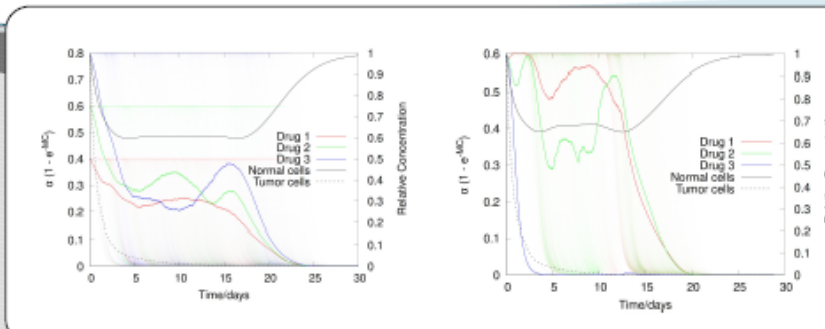 0.8
0.7
0.6
0.5
0.4
0.3
0.2
0.1
0
α (1 - e⁻ᴹᶜ)
1
0.9
0.8
0.7
0.6
0.5
0.4
0.3
0.2
0.1
0
Relative Concentration
Drug 1
Drug 2
Drug 3
Normal cells
Tumor cells
0 5 10 15 20 25 30
Time/days
0.6
0.5
0.4
0.3
0.2
0.1
0
α (1 - e⁻ᴹᶜ)
1
0.9
0.8
0.7
0.6
0.5
0.4
0.3
0.2
0.1
0
Drug 1
Drug 2
Drug 3
Normal cells
Tumor cells
0 5 10 15 20 25 30
Time/days